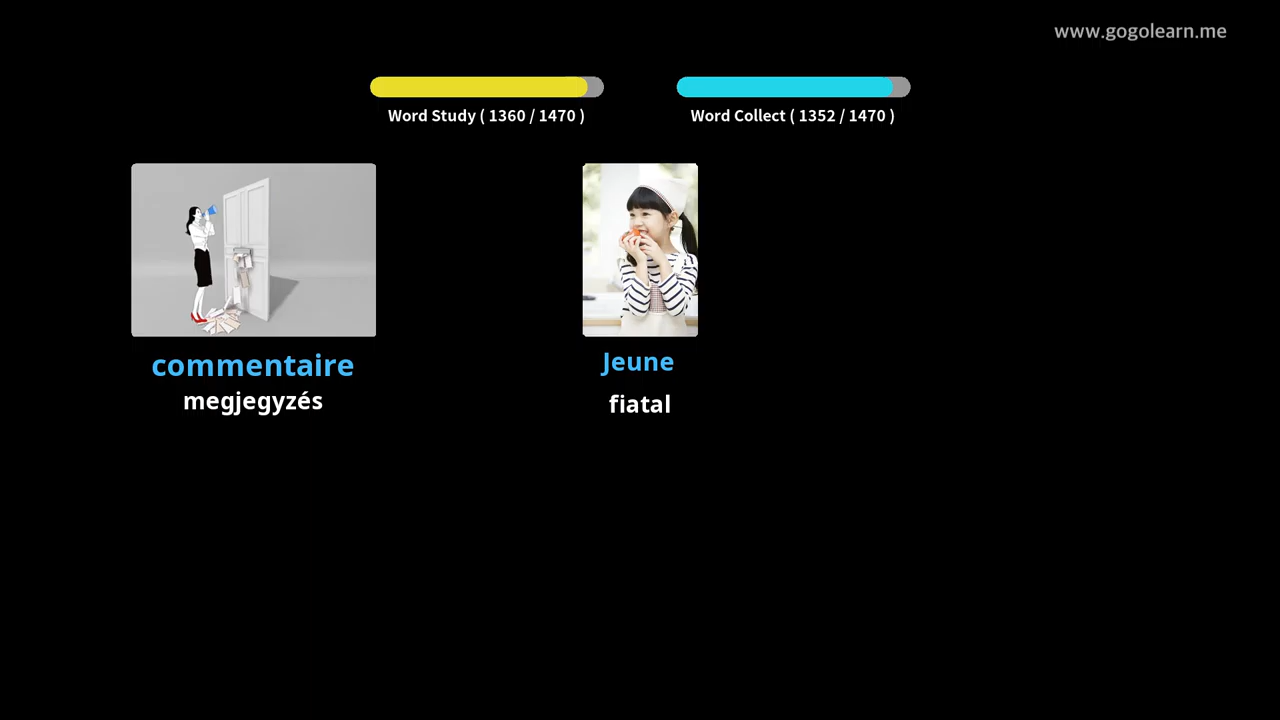 www.gogolearn.me
Word Study ( 1360 / 1470 )
Word Collect ( 1352 / 1470 )
commentaire
megjegyzés
Jeune
fiatal